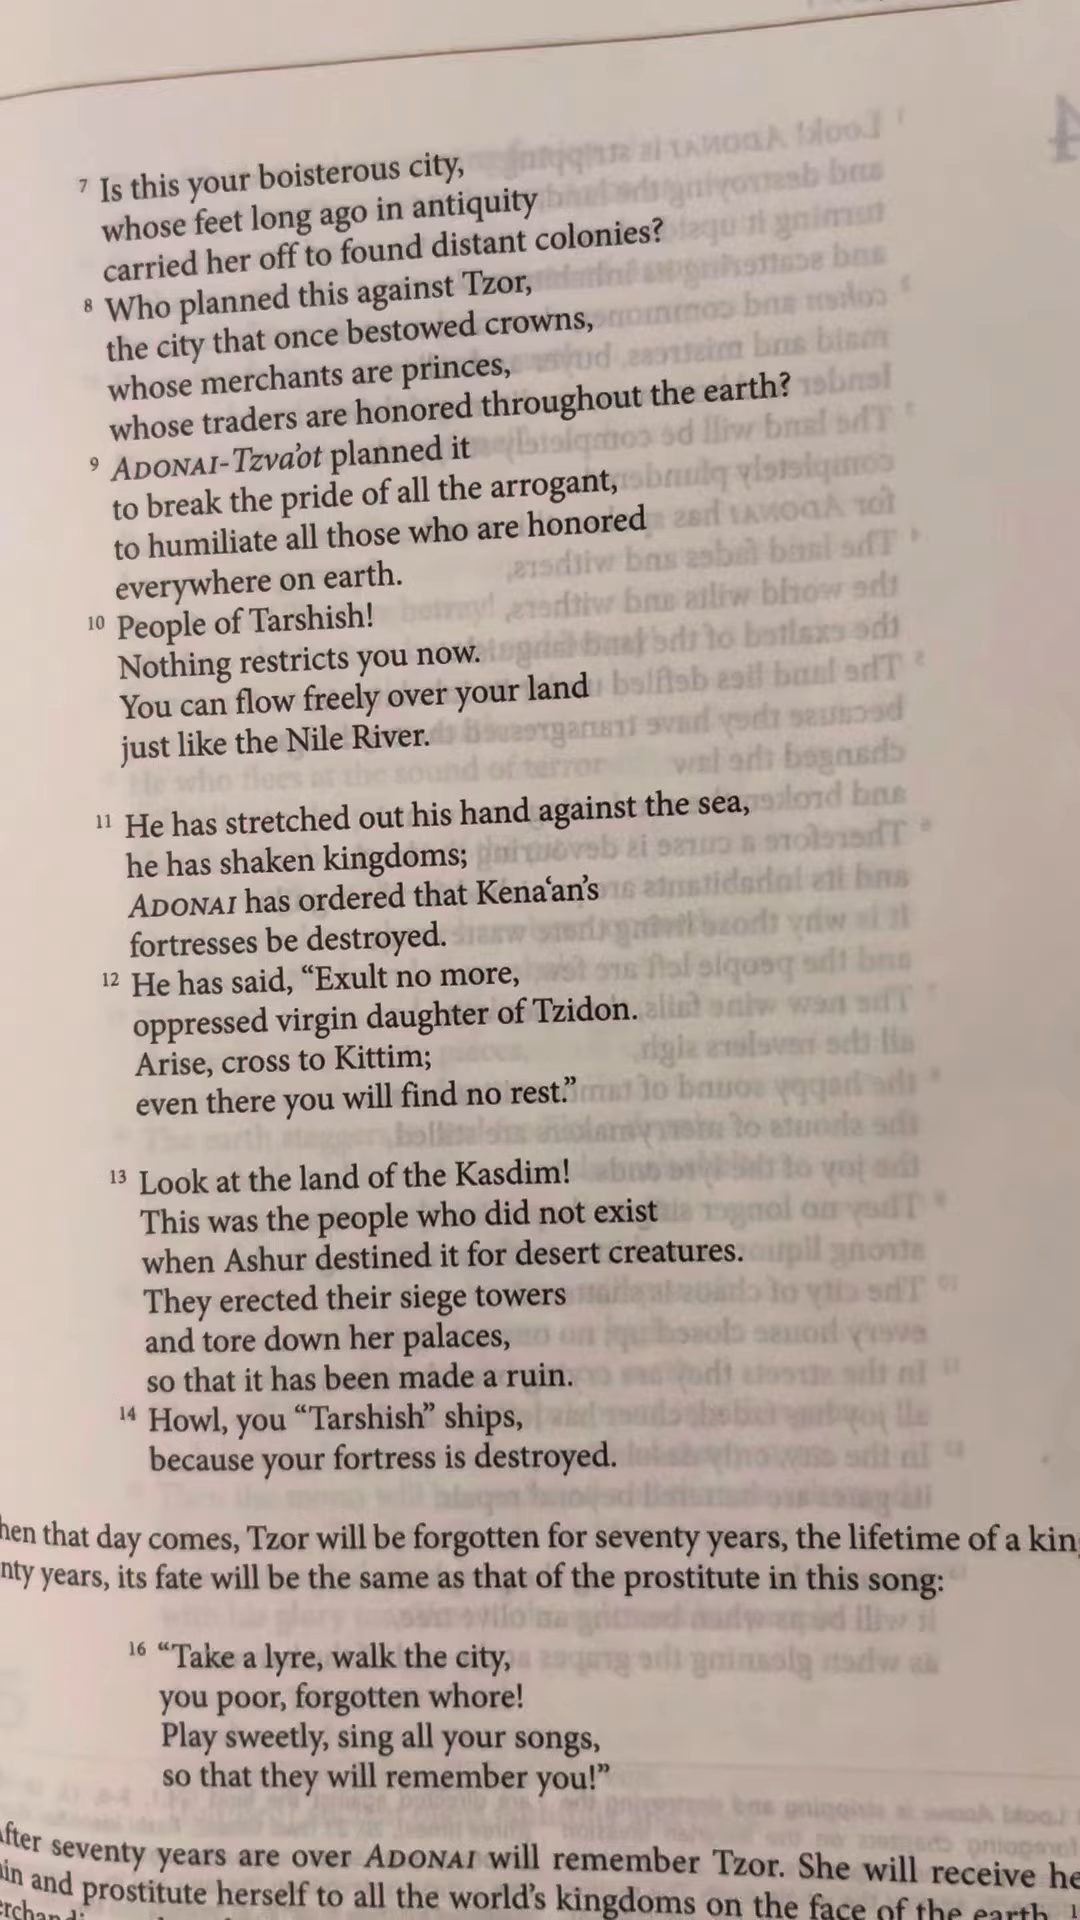 7 Is this your boisterous city,
whose feet long ago in antiquity
carried her off to found distant colonies?
8 Who planned this against Tzor,
the city that once bestowed crowns,
whose merchants are princes,
whose traders are honored throughout the earth?
9 ADONAI-Tzva'ot planned it
to break the pride of all the arrogant,
to humiliate all those who are honored
everywhere on earth.
10 People of Tarshish!
Nothing restricts you now.
You can flow freely over your land
just like the Nile River.
11 He has stretched out his hand against the sea,
he has shaken kingdoms;
ADONAI has ordered that Kena‘an's
fortresses be destroyed.
12 He has said, “Exult no more,
oppressed virgin daughter of Tzidon.
Arise, cross to Kittim;
even there you will find no rest.”
13 Look at the land of the Kasdim!
This was the people who did not exist
when Ashur destined it for desert creatures.
They erected their siege towers
and tore down her palaces,
so that it has been made a ruin.
14 Howl, you “Tarshish” ships,
because your fortress is destroyed.
hen that day comes, Tzor will be forgotten for seventy years, the lifetime of a kin
nty years, its fate will be the same as that of the prostitute in this song:
16 “Take a lyre, walk the city,
you poor, forgotten whore!
Play sweetly, sing all your songs,
so that they will remember you!”
fter seventy years are over ADONAI will remember Tzor. She will receive he
in and prostitute herself to all the world's kingdoms on the face of the earth.